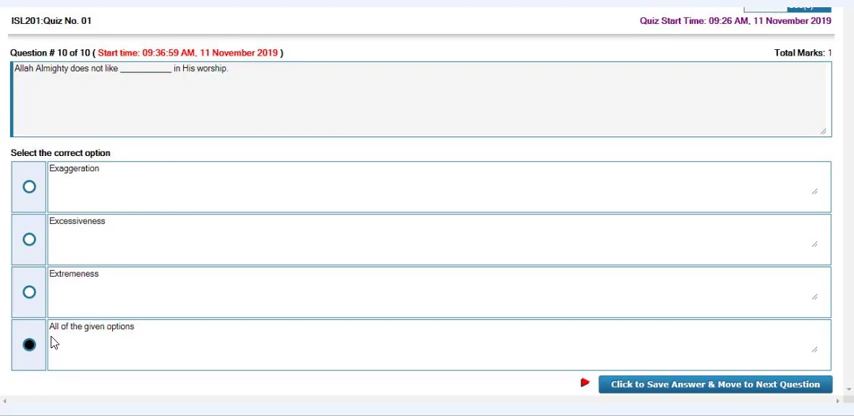 ISL201:Quiz No. 01
Quiz Start Time: 09:26 AM, 11 November 2019
Question # 10 of 10 ( Start time: 09:36:59 AM, 11 November 2019 )
Total Marks: 1
Allah Almighty does not like ____________ in His worship.
Select the correct option
Exaggeration
Excessiveness
Extremeness
All of the given options
Click to Save Answer & Move to Next Question